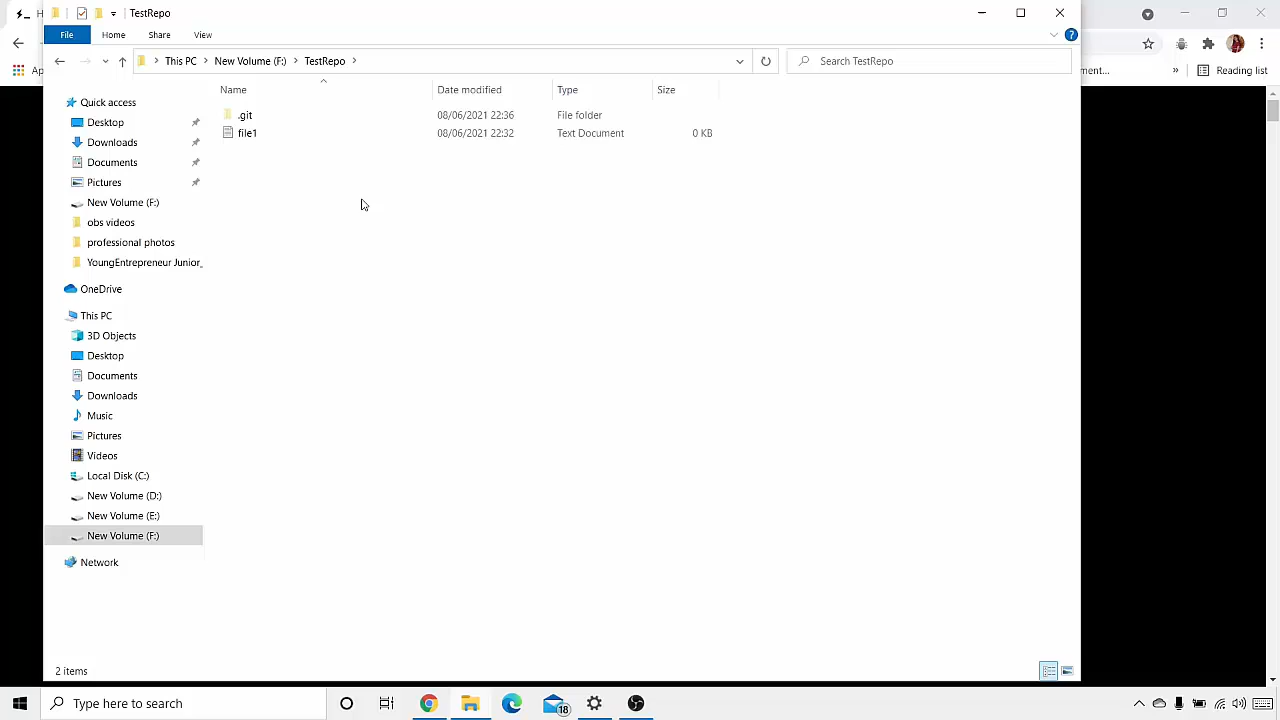 H
TestRepo
File Home Share View
This PC New Volume (F:) TestRepo
Search TestRepo
Ap
ment...
»
Reading list
Name Date modified Type Size
.git 08/06/2021 22:36 File folder
file1 08/06/2021 22:32 Text Document 0 KB
Quick access
Desktop
Downloads
Documents
Pictures
New Volume (F:)
obs videos
professional photos
YoungEntrepreneur Junior_
OneDrive
This PC
3D Objects
Desktop
Documents
Downloads
Music
Pictures
Videos
Local Disk (C:)
New Volume (D:)
New Volume (E:)
New Volume (F:)
Network
2 items
Type here to search
18